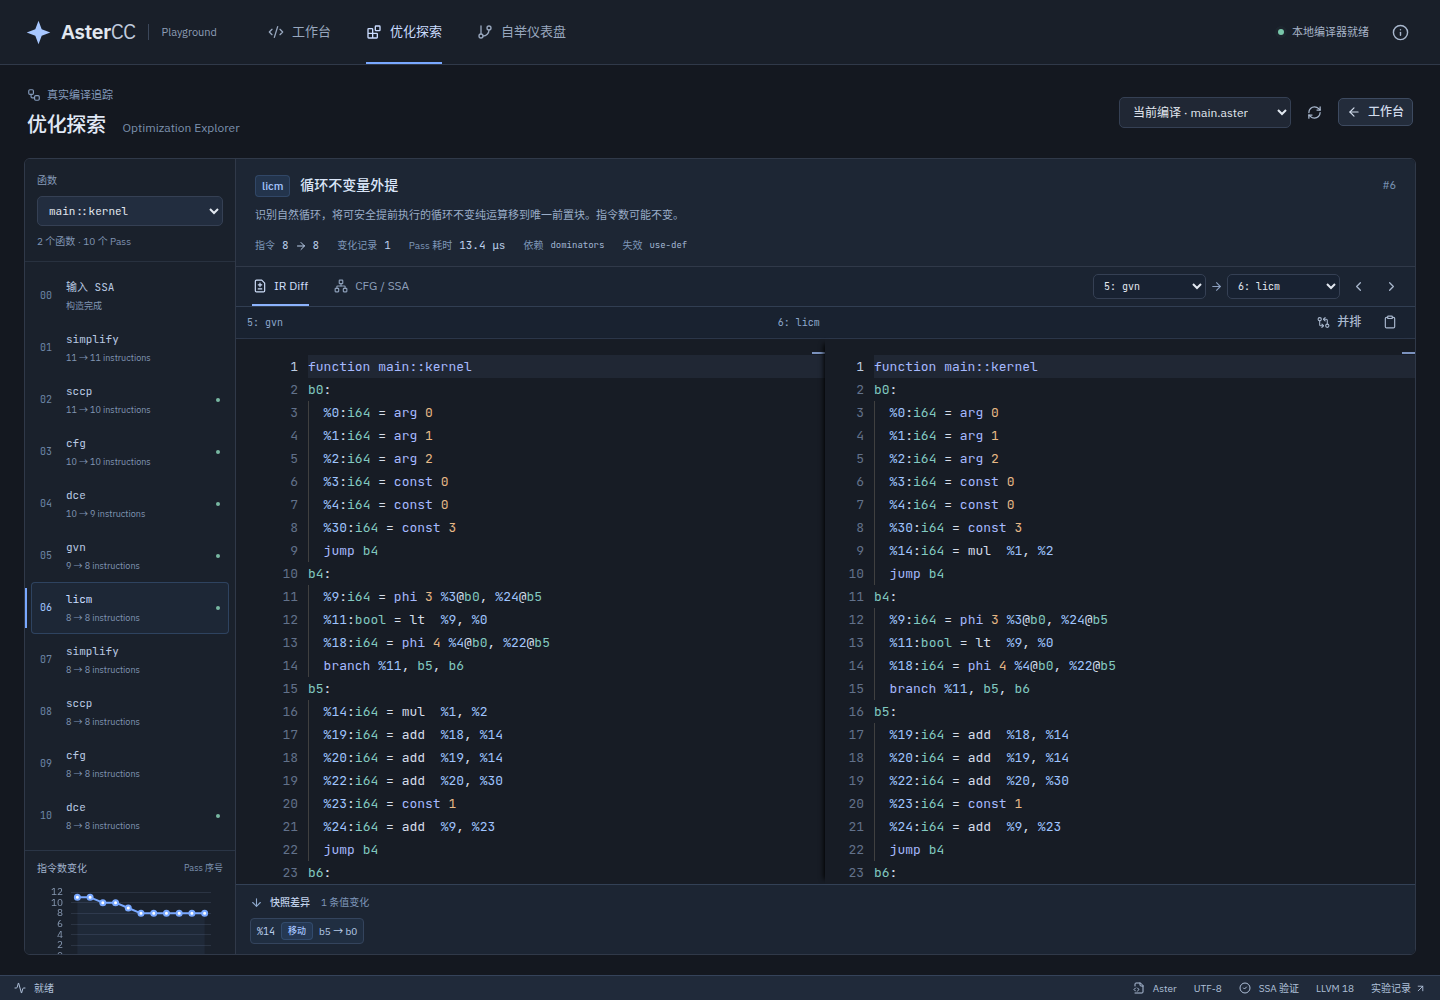 AsterCC Playground 工作台 优化探索 自举仪表盘 本地编译器就绪
真实编译追踪
优化探索 Optimization Explorer
当前编译 · main.aster 工作台
函数
main::kernel
2 个函数 · 10 个 Pass
00 输入 SSA
构造完成
01 simplify
11 → 11 instructions
02 sccp
11 → 10 instructions
03 cfg
10 → 10 instructions
04 dce
10 → 9 instructions
05 gvn
9 → 8 instructions
06 licm
8 → 8 instructions
07 simplify
8 → 8 instructions
08 sccp
8 → 8 instructions
09 cfg
8 → 8 instructions
10 dce
8 → 8 instructions
指令数变化 Pass 序号
12
10
8
6
4
2
licm 循环不变量外提 #6
识别自然循环，将可安全提前执行的循环不变纯运算移到唯一前置块。指令数可能不变。
指令 8 → 8 变化记录 1 Pass 耗时 13.4 μs 依赖 dominators 失效 use-def
IR Diff CFG / SSA 5: gvn → 6: licm
5: gvn 6: licm 并排
1 function main::kernel
2 b0:
3 %0:i64 = arg 0
4 %1:i64 = arg 1
5 %2:i64 = arg 2
6 %3:i64 = const 0
7 %4:i64 = const 0
8 %30:i64 = const 3
9 jump b4
10 b4:
11 %9:i64 = phi 3 %3@b0, %24@b5
12 %11:bool = lt %9, %0
13 %18:i64 = phi 4 %4@b0, %22@b5
14 branch %11, b5, b6
15 b5:
16 %14:i64 = mul %1, %2
17 %19:i64 = add %18, %14
18 %20:i64 = add %19, %14
19 %22:i64 = add %20, %30
20 %23:i64 = const 1
21 %24:i64 = add %9, %23
22 jump b4
23 b6:
1 function main::kernel
2 b0:
3 %0:i64 = arg 0
4 %1:i64 = arg 1
5 %2:i64 = arg 2
6 %3:i64 = const 0
7 %4:i64 = const 0
8 %30:i64 = const 3
9 %14:i64 = mul %1, %2
10 jump b4
11 b4:
12 %9:i64 = phi 3 %3@b0, %24@b5
13 %11:bool = lt %9, %0
14 %18:i64 = phi 4 %4@b0, %22@b5
15 branch %11, b5, b6
16 b5:
17 %19:i64 = add %18, %14
18 %20:i64 = add %19, %14
19 %22:i64 = add %20, %30
20 %23:i64 = const 1
21 %24:i64 = add %9, %23
22 jump b4
23 b6:
快照差异 1 条值变化
%14 移动 b5 → b0
就绪 Aster UTF-8 SSA 验证 LLVM 18 实验记录